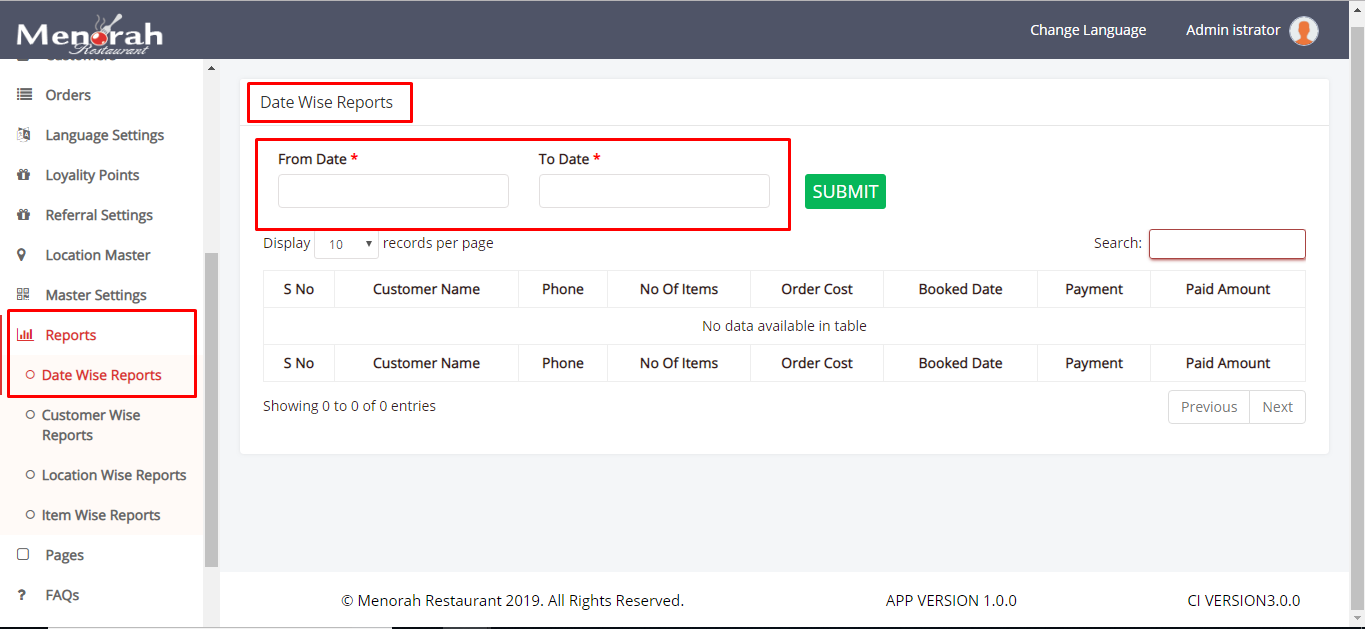 Menorah
Restaurant
Change Language
Admin istrator
Customers
Orders
Language Settings
Loyality Points
Referral Settings
Location Master
Master Settings
Reports
Date Wise Reports
Customer Wise
Reports
Location Wise Reports
Item Wise Reports
Pages
? FAQs
Date Wise Reports
From Date * To Date *
SUBMIT
Display 10 records per page Search:
S No Customer Name Phone No Of Items Order Cost Booked Date Payment Paid Amount
No data available in table
S No Customer Name Phone No Of Items Order Cost Booked Date Payment Paid Amount
Showing 0 to 0 of 0 entries Previous Next
© Menorah Restaurant 2019. All Rights Reserved. APP VERSION 1.0.0 CI VERSION3.0.0